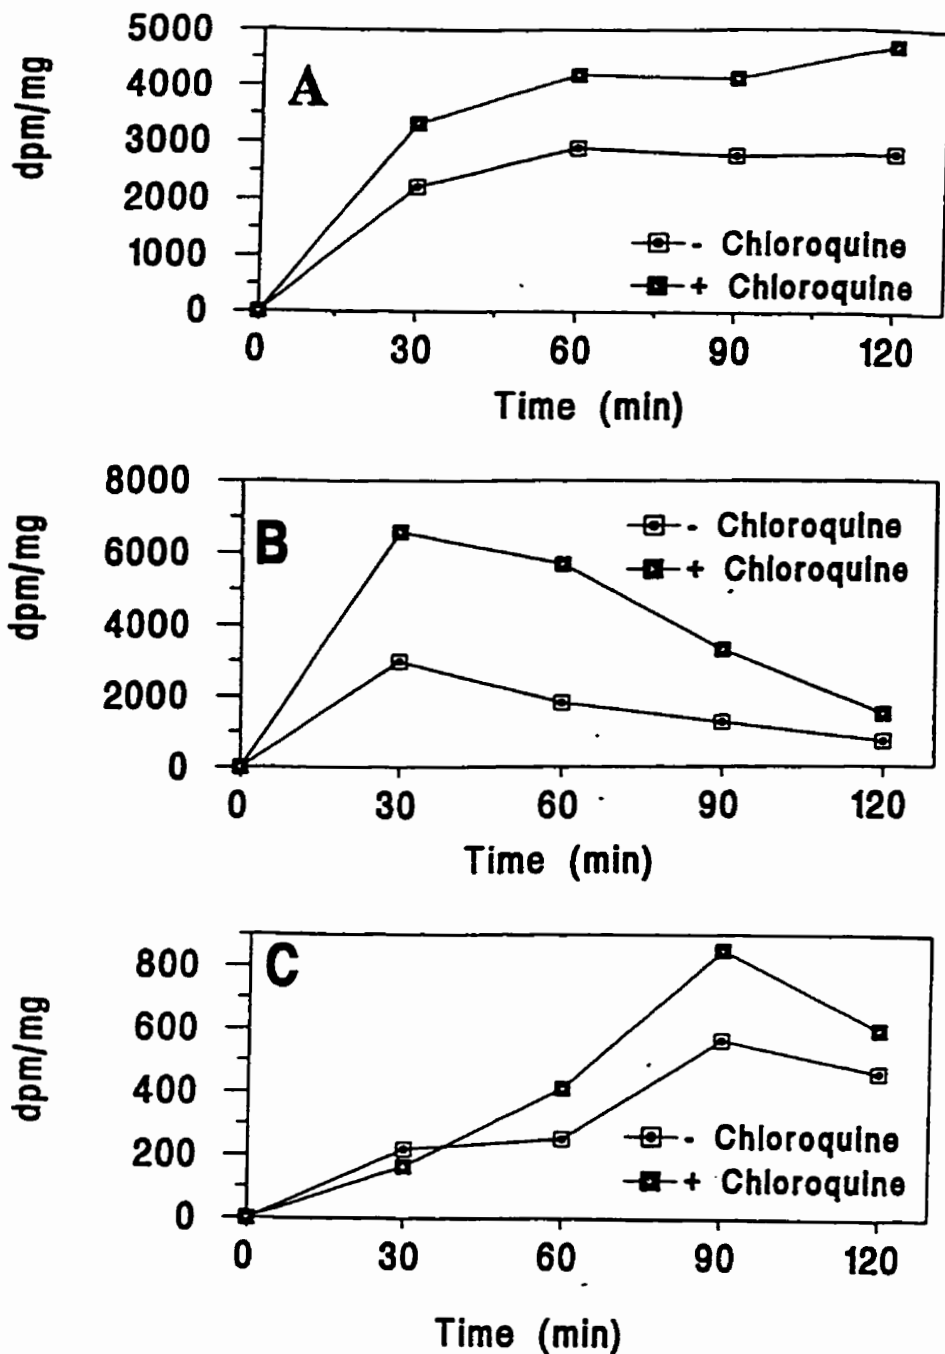 A
dpm/mg
5000
4000
3000
2000
1000
0
- Chloroquine
+ Chloroquine
0 30 60 90 120
Time (min)
B
dpm/mg
8000
6000
4000
2000
0
- Chloroquine
+ Chloroquine
0 30 60 90 120
Time (min)
C
dpm/mg
800
600
400
200
0
- Chloroquine
+ Chloroquine
0 30 60 90 120
Time (min)